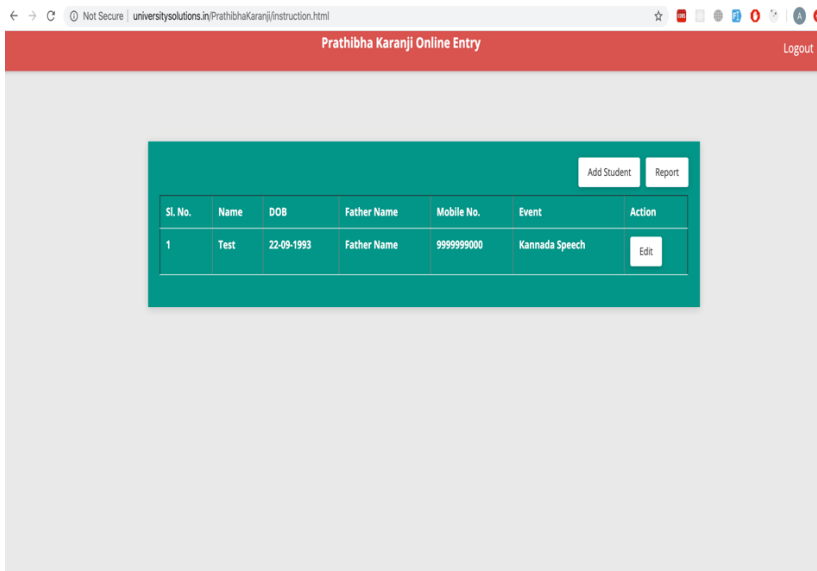 Not Secure universitysolutions.in/PrathibhaKaranji/instruction.html
A
Prathibha Karanji Online Entry
Logout
Add Student Report
Sl. No. Name DOB Father Name Mobile No. Event Action
1 Test 22-09-1993 Father Name 9999999000 Kannada Speech Edit